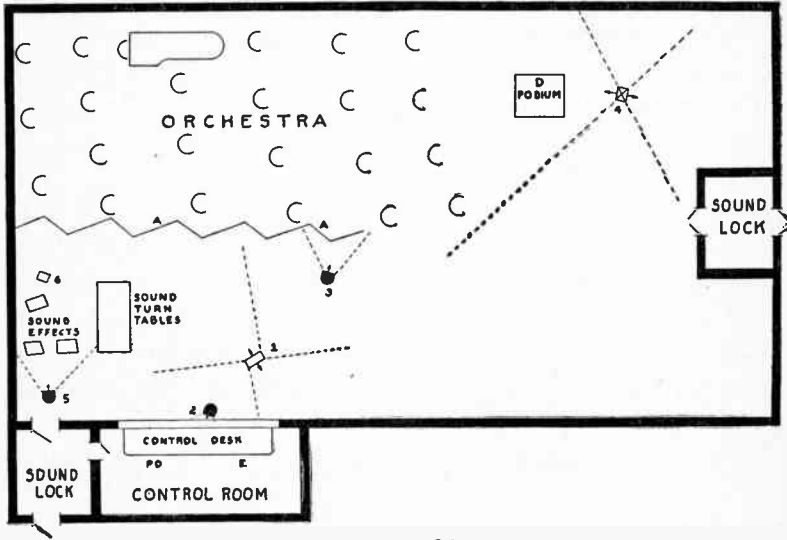 D
PODIUM
4
ORCHESTRA
A
A
SOUND
LOCK
3
6
SOUND
TURN
TABLES
SOUND
EFFECTS
1
5
2
CONTROL DESK
PD
E
SOUND
LOCK
CONTROL ROOM